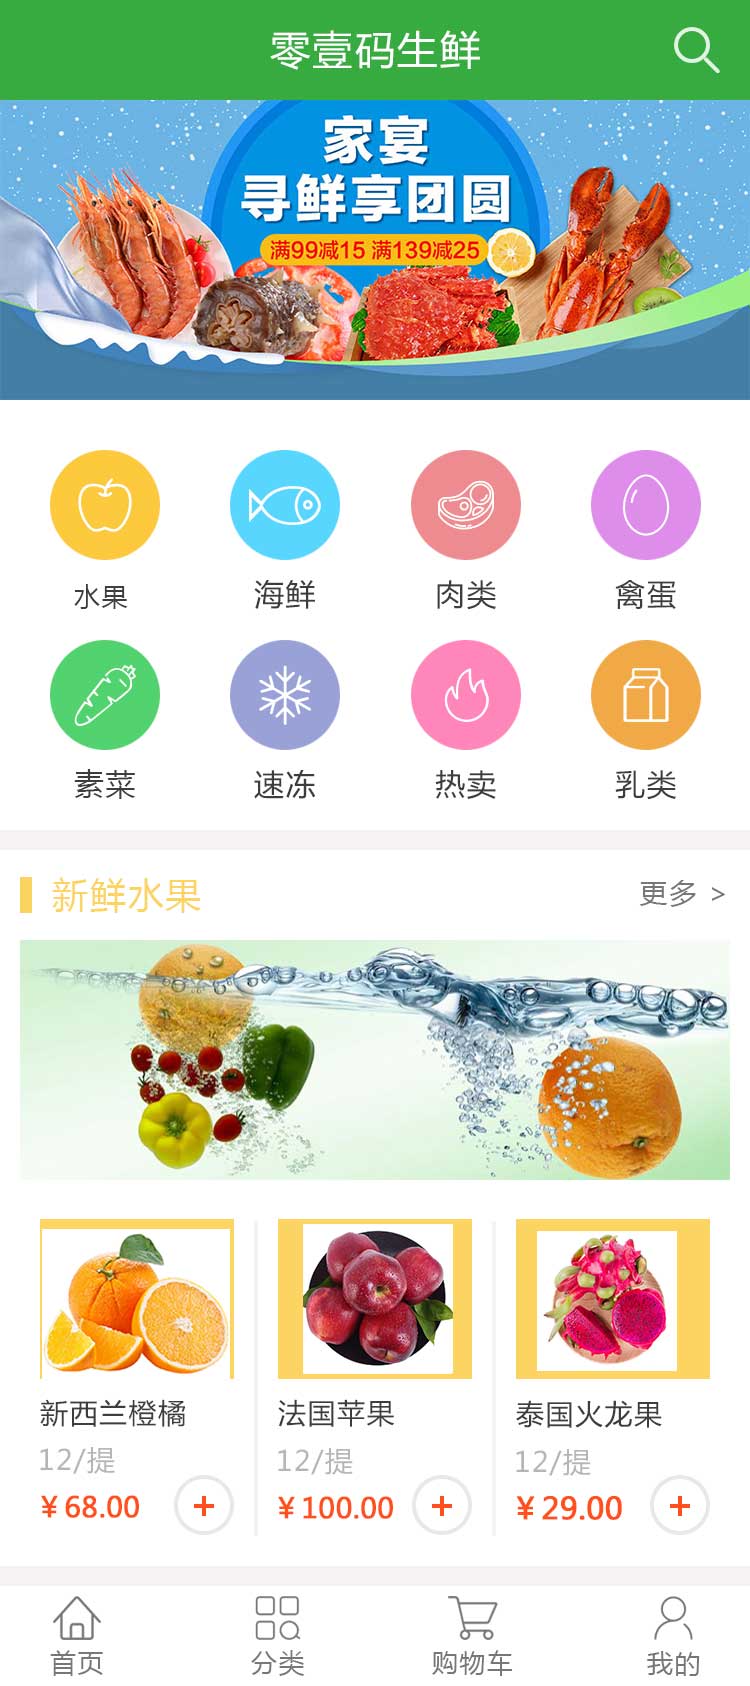 零壹码生鲜
家宴
寻鲜享团圆
满99减15 满139减25
水果 海鲜 肉类 禽蛋
素菜 速冻 热卖 乳类
新鲜水果 更多 >
新西兰橙橘 法国苹果 泰国火龙果
12/提 12/提 12/提
¥68.00 + ¥100.00 + ¥29.00 +
首页 分类 购物车 我的